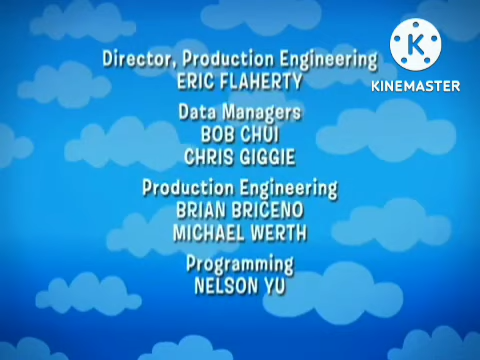 Director, Production Engineering
ERIC FLAHERTY
Data Managers
BOB CHUI
CHRIS GIGGIE
Production Engineering
BRIAN BRICENO
MICHAEL WERTH
Programming
NELSON YU
K
KINEMASTER